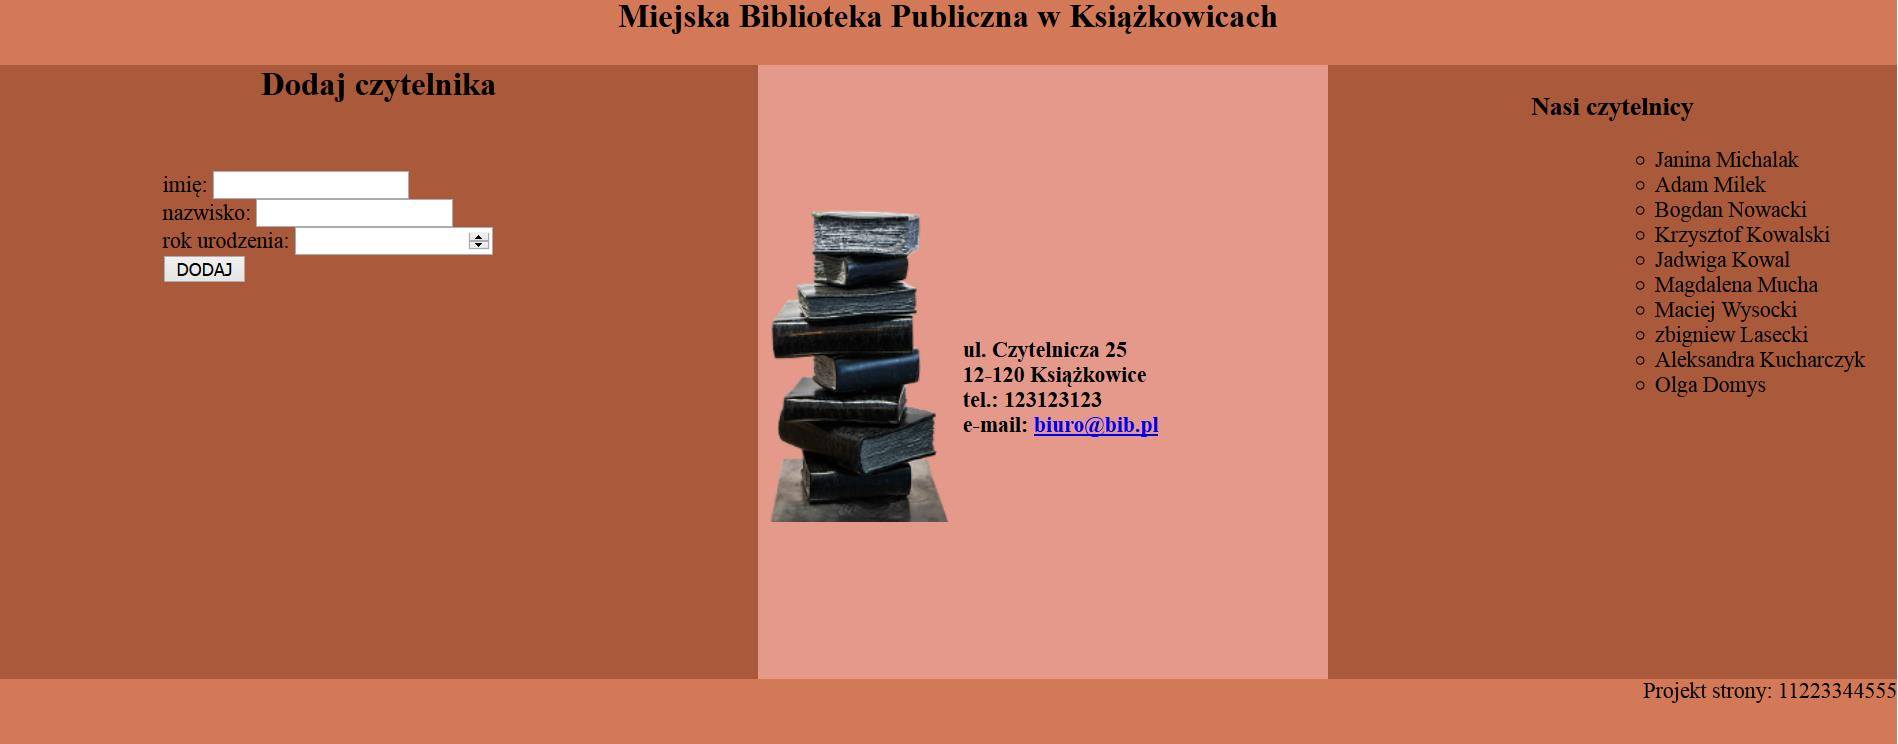 Miejska Biblioteka Publiczna w Książkowicach
Dodaj czytelnika
imię:
nazwisko:
rok urodzenia:
DODAJ
ul. Czytelnicza 25
12-120 Książkowice
tel.: 123123123
e-mail: biuro@bib.pl
Nasi czytelnicy
Janina Michalak
Adam Milek
Bogdan Nowacki
Krzysztof Kowalski
Jadwiga Kowal
Magdalena Mucha
Maciej Wysocki
zbigniew Lasecki
Aleksandra Kucharczyk
Olga Domys
Projekt strony: 11223344555